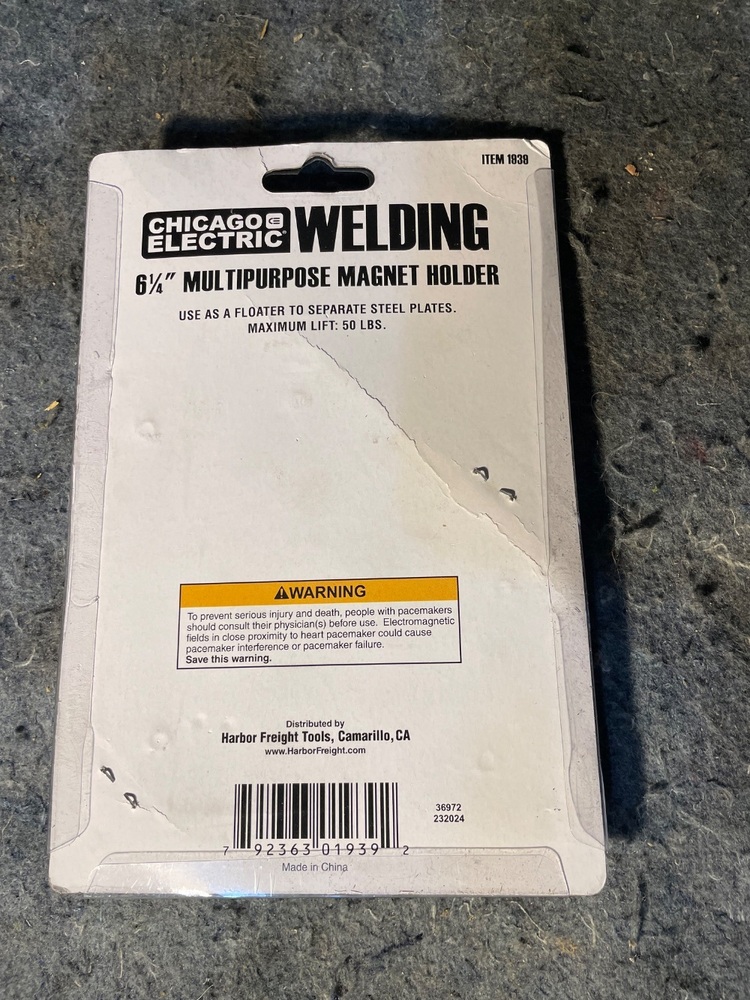 ITEM 1939
CHICAGO
ELECTRIC®
WELDING
6¼" MULTIPURPOSE MAGNET HOLDER
USE AS A FLOATER TO SEPARATE STEEL PLATES.
MAXIMUM LIFT: 50 LBS.
WARNING
To prevent serious injury and death, people with pacemakers
should consult their physician(s) before use. Electromagnetic
fields in close proximity to heart pacemaker could cause
pacemaker interference or pacemaker failure.
Save this warning.
Distributed by
Harbor Freight Tools, Camarillo, CA
www.HarborFreight.com
36972
232024
7 92363 01939 2
Made in China